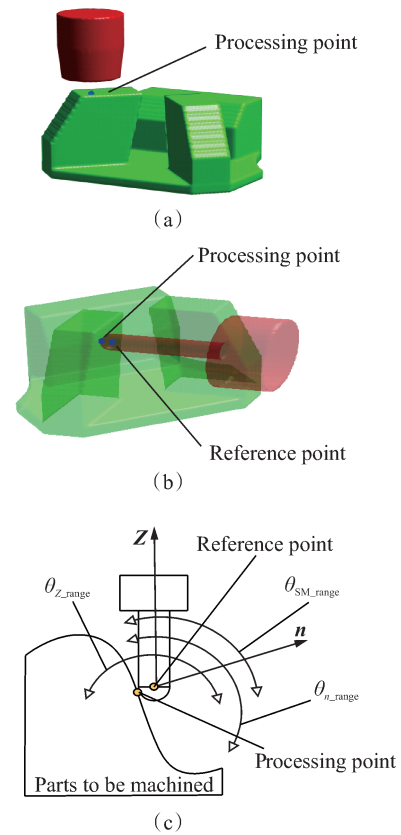 Processing point
(a)
Processing point
Reference point
(b)
Z
Reference point
θZ_range
θSM_range
n
θn_range
Processing point
Parts to be machined
(c)